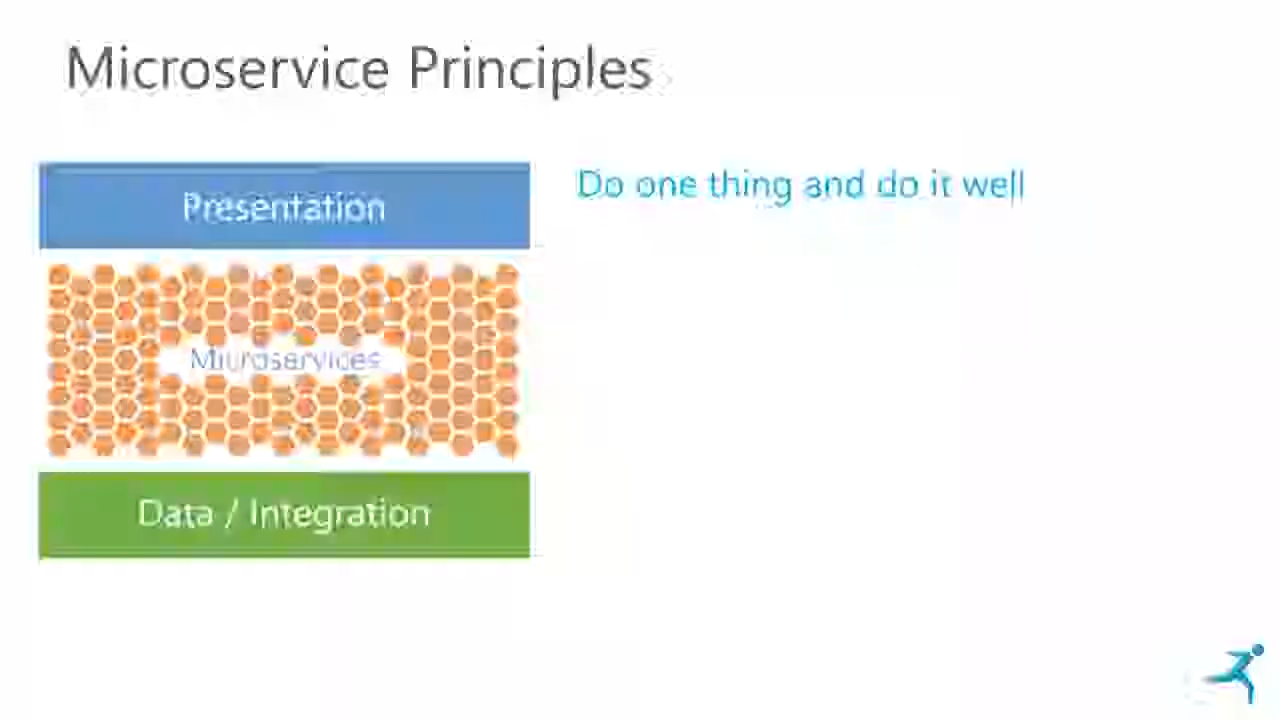 Microservice Principles
Presentation
Do one thing and do it well
Microservices
Data / Integration